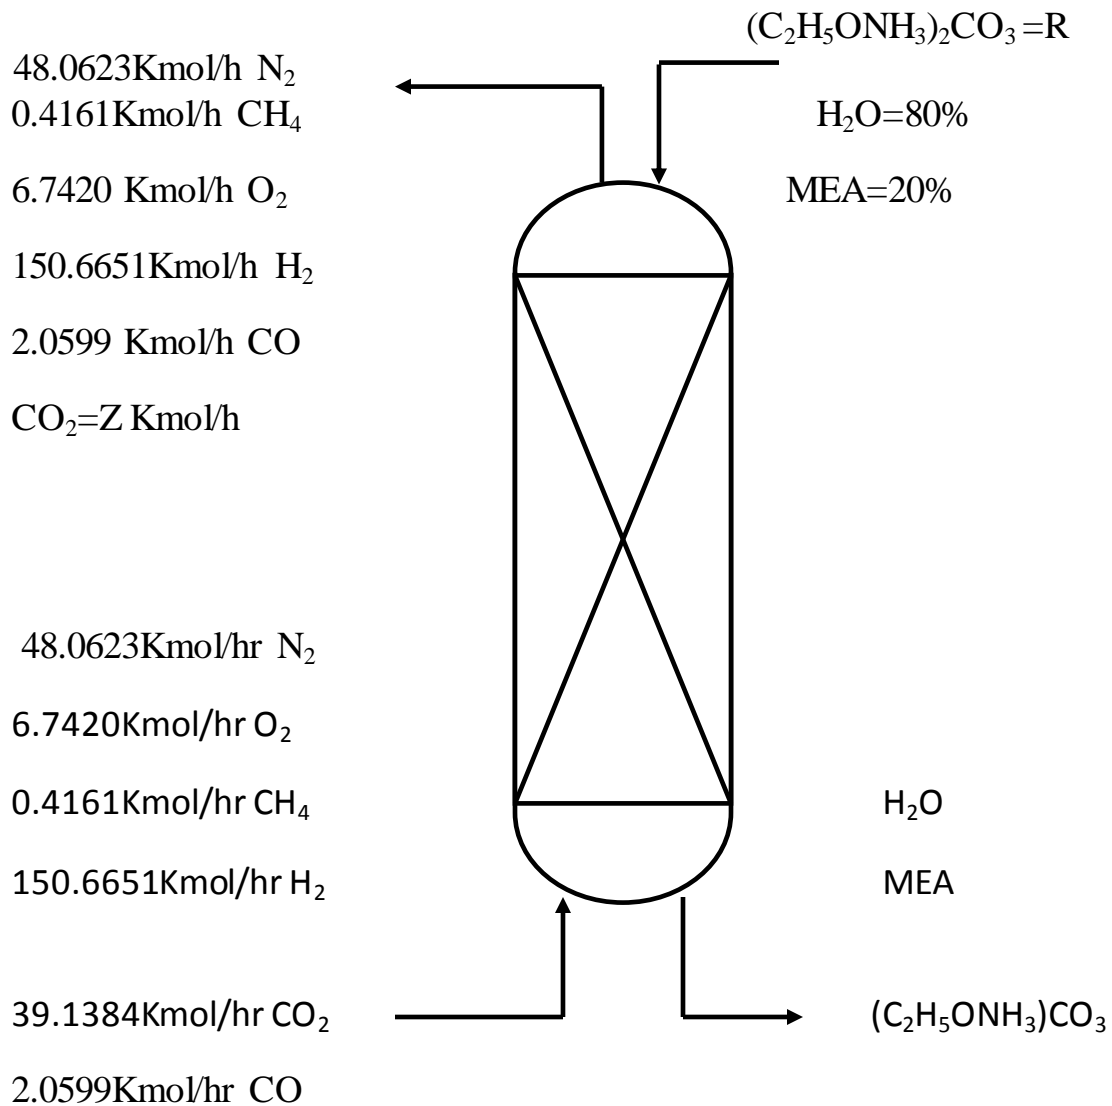 (C₂H₅ONH₃)₂CO₃ =R
48.0623Kmol/h N₂
0.4161Kmol/h CH₄
H₂O=80%
6.7420 Kmol/h O₂
MEA=20%
150.6651Kmol/h H₂
2.0599 Kmol/h CO
CO₂=Z Kmol/h
48.0623Kmol/hr N₂
6.7420Kmol/hr O₂
0.4161Kmol/hr CH₄
H₂O
150.6651Kmol/hr H₂
MEA
39.1384Kmol/hr CO₂
(C₂H₅ONH₃)CO₃
2.0599Kmol/hr CO